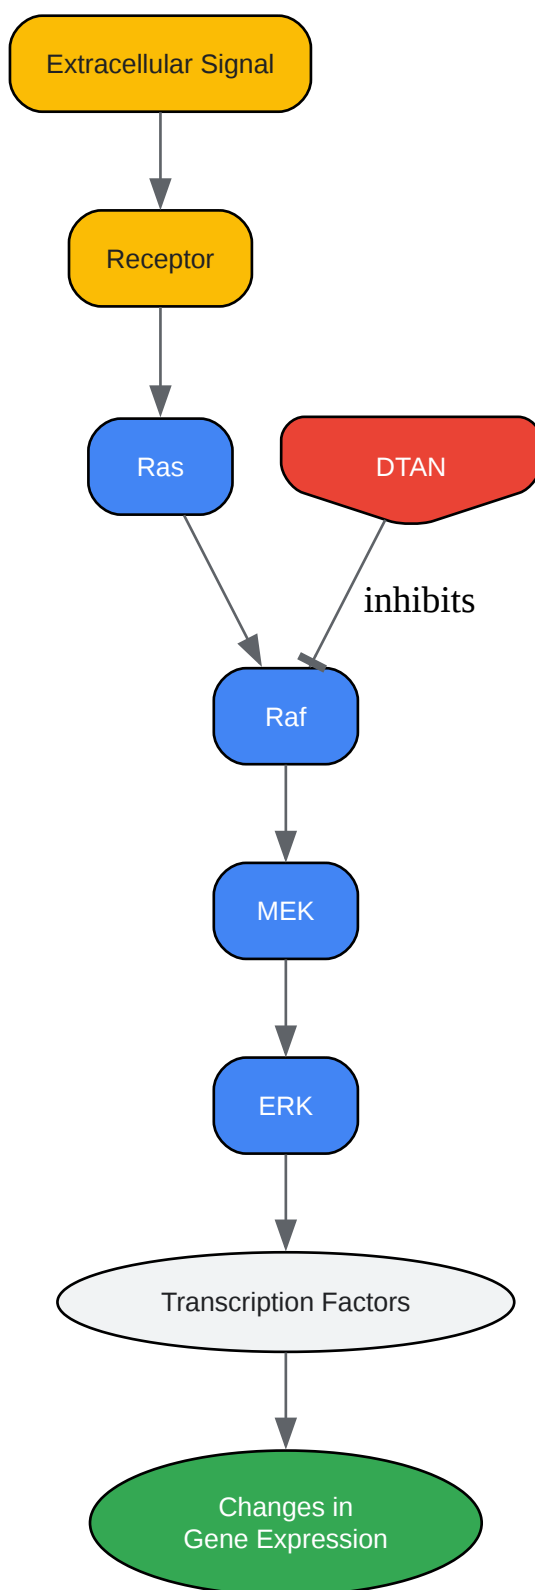 Extracellular Signal
Receptor
Ras
DTAN
inhibits
Raf
MEK
ERK
Transcription Factors
Changes in
Gene Expression